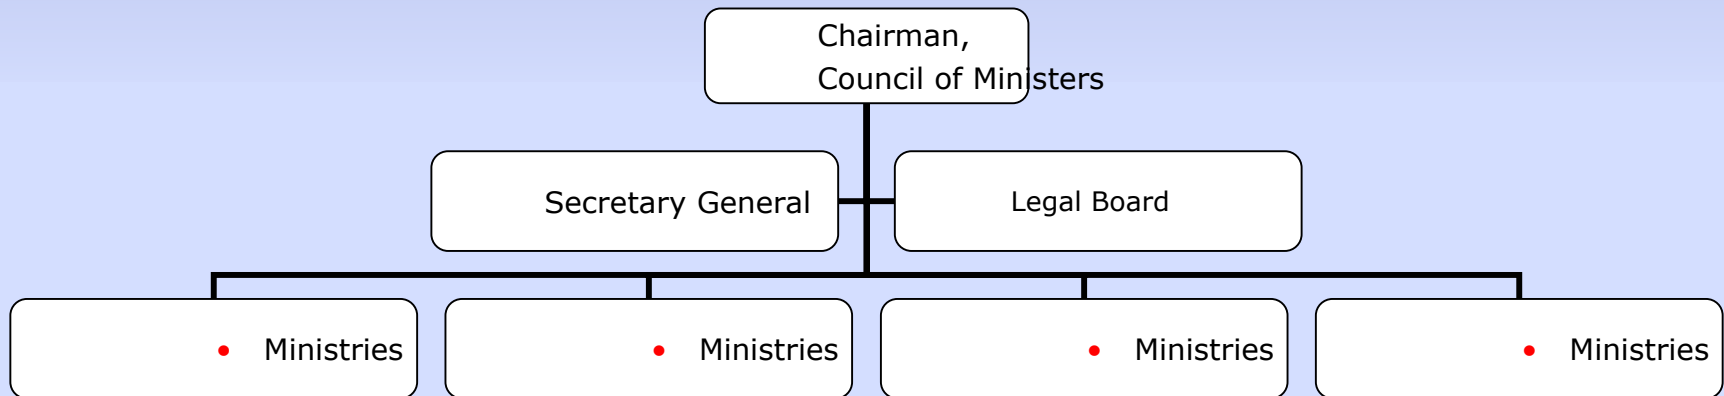 Chairman,
Council of Ministers
Secretary General
Legal Board
• Ministries
• Ministries
• Ministries
• Ministries